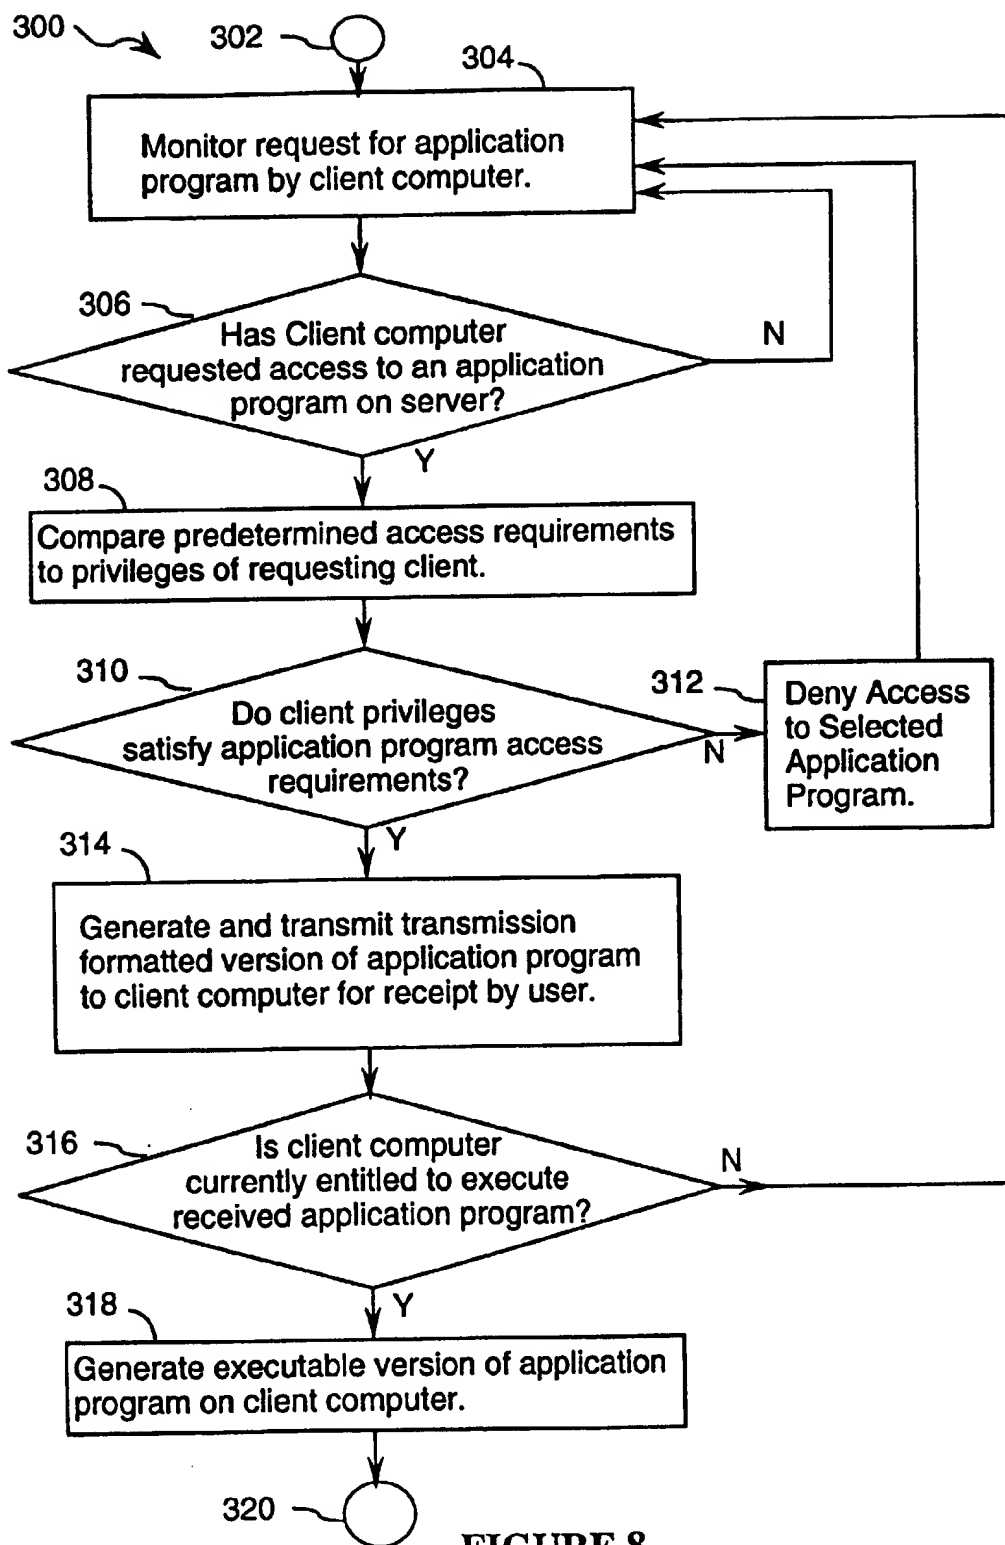 300
302
304
Monitor request for application
program by client computer.
306
Has Client computer
requested access to an application
program on server?
N
Y
308
Compare predetermined access requirements
to privileges of requesting client.
310
Do client privileges
satisfy application program access
requirements?
N
312
Deny Access
to Selected
Application
Program.
Y
314
Generate and transmit transmission
formatted version of application program
to client computer for receipt by user.
316
Is client computer
currently entitled to execute
received application program?
N
Y
318
Generate executable version of application
program on client computer.
320
FIGURE 8